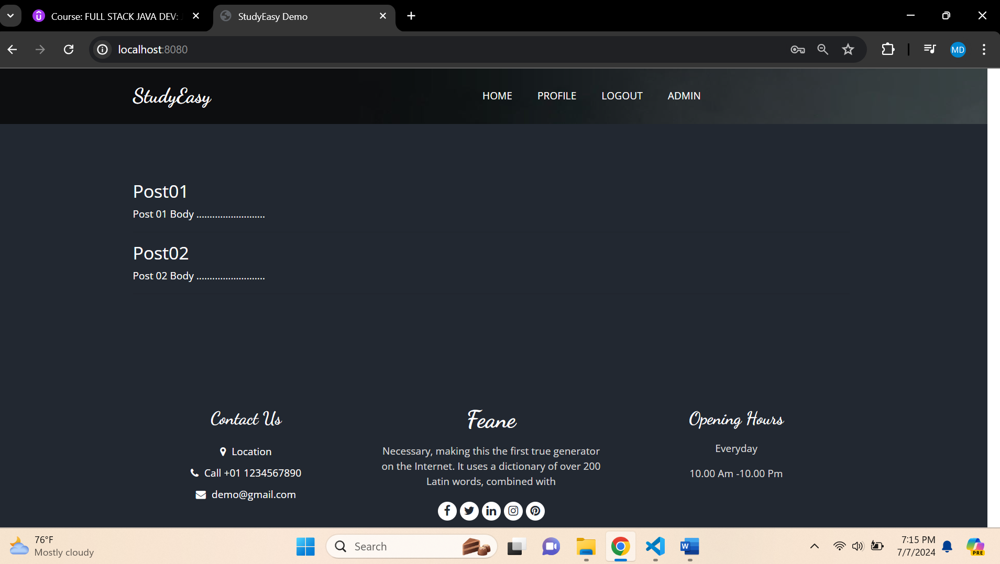 Course: FULL STACK JAVA DEV:
StudyEasy Demo
localhost:8080
MD
StudyEasy
HOME PROFILE LOGOUT ADMIN
Post01
Post 01 Body ..........................
Post02
Post 02 Body ..........................
Contact Us
Location
Call +01 1234567890
demo@gmail.com
Feane
Necessary, making this the first true generator
on the Internet. It uses a dictionary of over 200
Latin words, combined with
Opening Hours
Everyday
10.00 Am -10.00 Pm
76°F
Mostly cloudy
Search
7:15 PM
7/7/2024
PRE